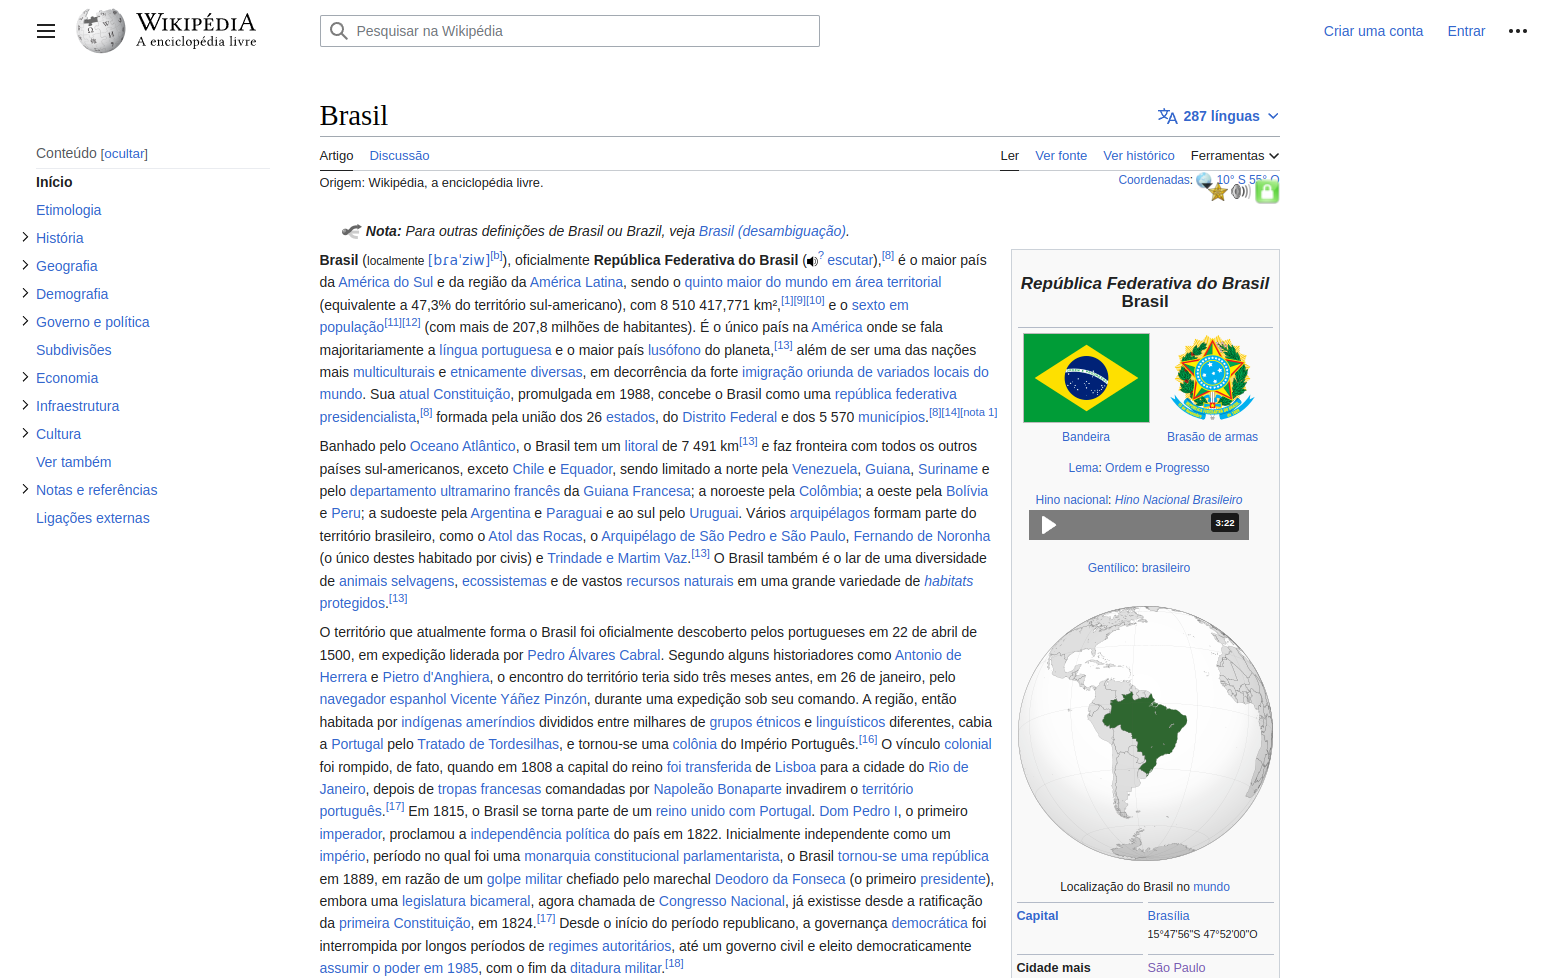 WIKIPÉDIA
A enciclopédia livre
Pesquisar na Wikipédia
Criar uma conta
Entrar
Brasil
287 línguas
Conteúdo [ocultar]
Início
Etimologia
História
Geografia
Demografia
Governo e política
Subdivisões
Economia
Infraestrutura
Cultura
Ver também
Notas e referências
Ligações externas
Artigo Discussão
Ler Ver fonte Ver histórico Ferramentas
Origem: Wikipédia, a enciclopédia livre.
Coordenadas: 10° S 55° O
Nota: Para outras definições de Brasil ou Brazil, veja Brasil (desambiguação).
Brasil (localmente [bɾaˈziw][b]), oficialmente República Federativa do Brasil (? escutar),[8] é o maior país
da América do Sul e da região da América Latina, sendo o quinto maior do mundo em área territorial
(equivalente a 47,3% do território sul-americano), com 8 510 417,771 km²,[1][9][10] e o sexto em
população[11][12] (com mais de 207,8 milhões de habitantes). É o único país na América onde se fala
majoritariamente a língua portuguesa e o maior país lusófono do planeta,[13] além de ser uma das nações
mais multiculturais e etnicamente diversas, em decorrência da forte imigração oriunda de variados locais do
mundo. Sua atual Constituição, promulgada em 1988, concebe o Brasil como uma república federativa
presidencialista,[8] formada pela união dos 26 estados, do Distrito Federal e dos 5 570 municípios.[8][14][nota 1]
Banhado pelo Oceano Atlântico, o Brasil tem um litoral de 7 491 km[13] e faz fronteira com todos os outros
países sul-americanos, exceto Chile e Equador, sendo limitado a norte pela Venezuela, Guiana, Suriname e
pelo departamento ultramarino francês da Guiana Francesa; a noroeste pela Colômbia; a oeste pela Bolívia
e Peru; a sudoeste pela Argentina e Paraguai e ao sul pelo Uruguai. Vários arquipélagos formam parte do
território brasileiro, como o Atol das Rocas, o Arquipélago de São Pedro e São Paulo, Fernando de Noronha
(o único destes habitado por civis) e Trindade e Martim Vaz.[13] O Brasil também é o lar de uma diversidade
de animais selvagens, ecossistemas e de vastos recursos naturais em uma grande variedade de habitats
protegidos.[13]
O território que atualmente forma o Brasil foi oficialmente descoberto pelos portugueses em 22 de abril de
1500, em expedição liderada por Pedro Álvares Cabral. Segundo alguns historiadores como Antonio de
Herrera e Pietro d'Anghiera, o encontro do território teria sido três meses antes, em 26 de janeiro, pelo
navegador espanhol Vicente Yáñez Pinzón, durante uma expedição sob seu comando. A região, então
habitada por indígenas ameríndios divididos entre milhares de grupos étnicos e linguísticos diferentes, cabia
a Portugal pelo Tratado de Tordesilhas, e tornou-se uma colônia do Império Português.[16] O vínculo colonial
foi rompido, de fato, quando em 1808 a capital do reino foi transferida de Lisboa para a cidade do Rio de
Janeiro, depois de tropas francesas comandadas por Napoleão Bonaparte invadirem o território
português.[17] Em 1815, o Brasil se torna parte de um reino unido com Portugal. Dom Pedro I, o primeiro
imperador, proclamou a independência política do país em 1822. Inicialmente independente como um
império, período no qual foi uma monarquia constitucional parlamentarista, o Brasil tornou-se uma república
em 1889, em razão de um golpe militar chefiado pelo marechal Deodoro da Fonseca (o primeiro presidente),
embora uma legislatura bicameral, agora chamada de Congresso Nacional, já existisse desde a ratificação
da primeira Constituição, em 1824.[17] Desde o início do período republicano, a governança democrática foi
interrompida por longos períodos de regimes autoritários, até um governo civil e eleito democraticamente
assumir o poder em 1985, com o fim da ditadura militar.[18]
República Federativa do Brasil
Brasil
Bandeira
Brasão de armas
Lema: Ordem e Progresso
Hino nacional: Hino Nacional Brasileiro
3:22
Gentílico: brasileiro
Localização do Brasil no mundo
Capital Brasília
15°47'56"S 47°52'00"O
Cidade mais São Paulo